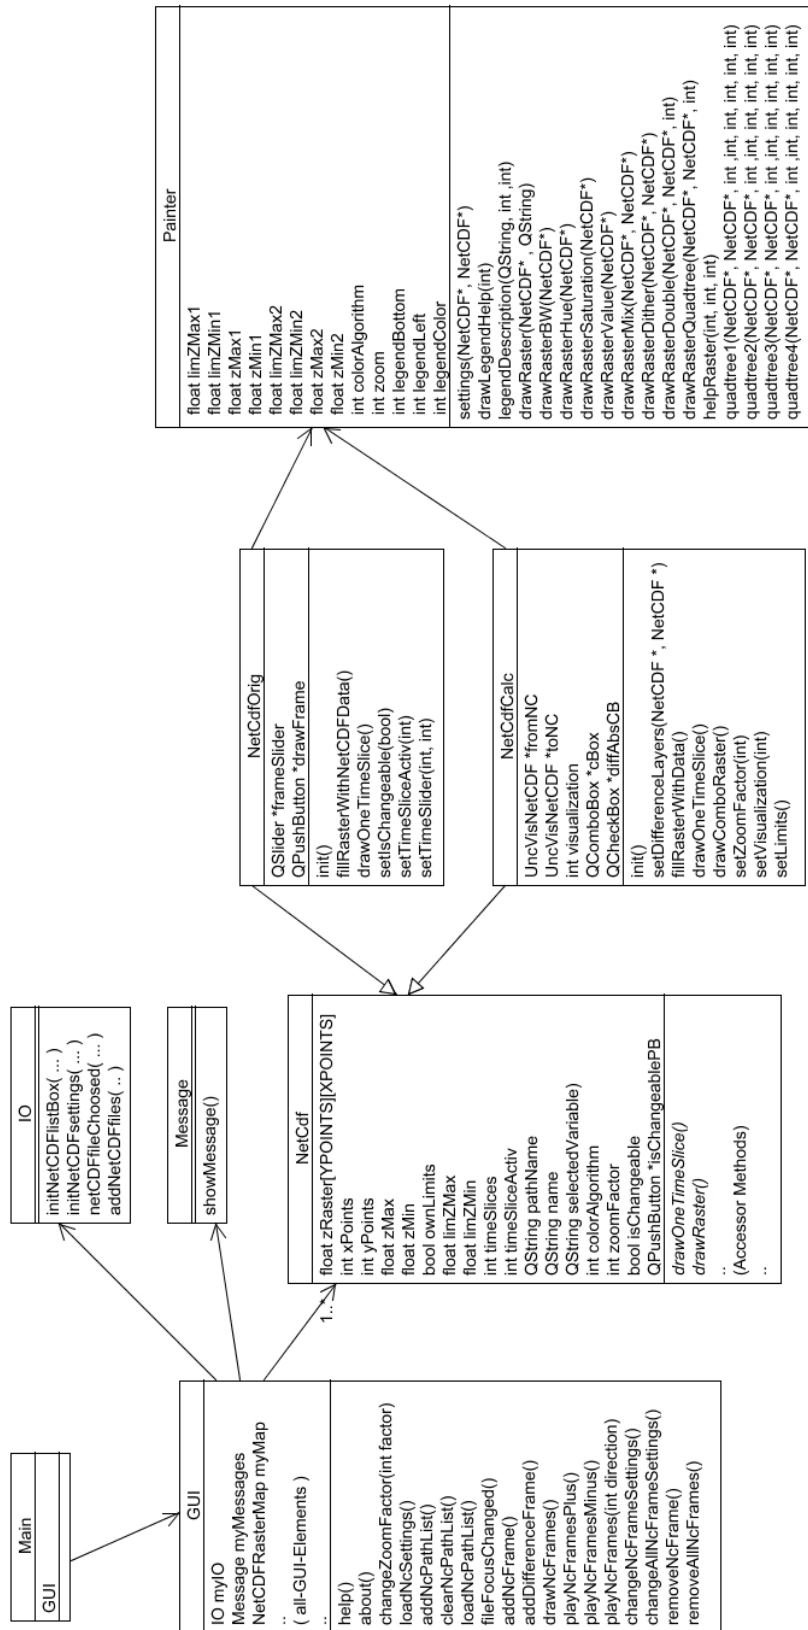 Main
GUI
GUI
IO myIO
Message myMessages
NetCDFRasterMap myMap
..
( all-GUI-Elements )
..
help()
about()
changeZoomFactor(int factor)
loadNcSettings()
addNcPathList()
clearNcPathList()
loadNcPathList()
fileFocusChanged()
addNcFrame()
addDifferenceFrame()
drawNcFrames()
playNcFramesPlus()
playNcFramesMinus()
playNcFrames(int direction)
changeNcFrameSettings()
changeAllNcFrameSettings()
removeNcFrame()
removeAllNcFrames()
IO
initNetCDFlistBox( ... )
initNetCDFsettings( ... )
netCDFfileChoosed( ... )
addNetCDFfiles( .. )
Message
showMessage()
1..*
NetCdf
float zRaster[YPOINTS][XPOINTS]
int xPoints
int yPoints
float zMax
float zMin
bool ownLimits
float limZMax
float limZMin
int timeSlices
int timeSliceActiv
QString pathName
QString name
QString selectedVariable)
int colorAlgorithm
int zoomFactor
bool isChangeable
QPushButton *isChangeablePB
drawOneTimeSlice()
drawRaster()
..
(Accessor Methods)
..
NetCdfOrig
QSlider *frameSlider
QPushButton *drawFrame
init()
fillRasterWithNetCDFData()
drawOneTimeSlice()
setIsChangeable(bool)
setTimeSliceActiv(int)
setTimeSlider(int, int)
NetCdfCalc
UncVisNetCDF *fromNC
UncVisNetCDF *toNC
int visualization
QComboBox *cBox
QCheckBox *diffAbsCB
init()
setDifferenceLayers(NetCDF *, NetCDF *)
fillRasterWithData()
drawOneTimeSlice()
drawComboRaster()
setZoomFactor(int)
setVisualization(int)
setLimits()
Painter
float limZMax1
float limZMin1
float zMax1
float zMin1
float limZMax2
float limZMin2
float zMax2
float zMin2
int colorAlgorithm
int zoom
int legendBottom
int legendLeft
int legendColor
settings(NetCDF*, NetCDF*)
drawLegendHelp(int)
legendDescription(QString, int ,int)
drawRaster(NetCDF* , QString)
drawRasterBW(NetCDF*)
drawRasterHue(NetCDF*)
drawRasterSaturation(NetCDF*)
drawRasterValue(NetCDF*)
drawRasterMix(NetCDF*, NetCDF*)
drawRasterDither(NetCDF*, NetCDF*)
drawRasterDouble(NetCDF*, NetCDF*, int)
drawRasterQuadtree(NetCDF*, NetCDF*, int)
helpRaster(int, int, int)
quadtree1(NetCDF*, NetCDF*, int ,int, int, int, int, int)
quadtree2(NetCDF*, NetCDF*, int ,int, int, int, int, int)
quadtree3(NetCDF*, NetCDF*, int ,int, int, int, int, int)
quadtree4(NetCDF*, NetCDF*, int ,int, int, int, int, int)